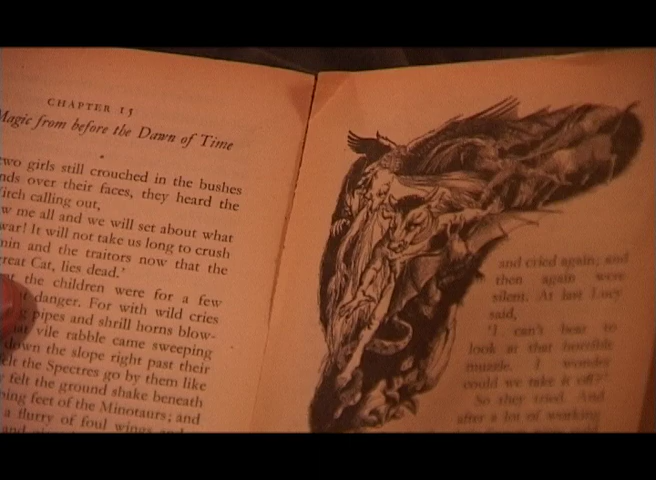 CHAPTER 15
Magic from before the Dawn of Time
two girls still crouched in the bushes
over their faces, they heard the
calling out,
me all and we will set about what
war! It will not take us long to crush
and the traitors now that the
Cat, lies dead.'
the children were for a few
danger. For with wild cries
pipes and shrill horns blow-
vile rabble came sweeping
down the slope right past their
the Spectres go by them like
felt the ground shake beneath
feet of the Minotaurs; and
a flurry of foul wings and
and cried again; and
then again were
silent. At last Lucy
said,
'I can't bear to
look at that horrible
muzzle. I wonder
could we take it off?'
So they tried. And
after a lot of working